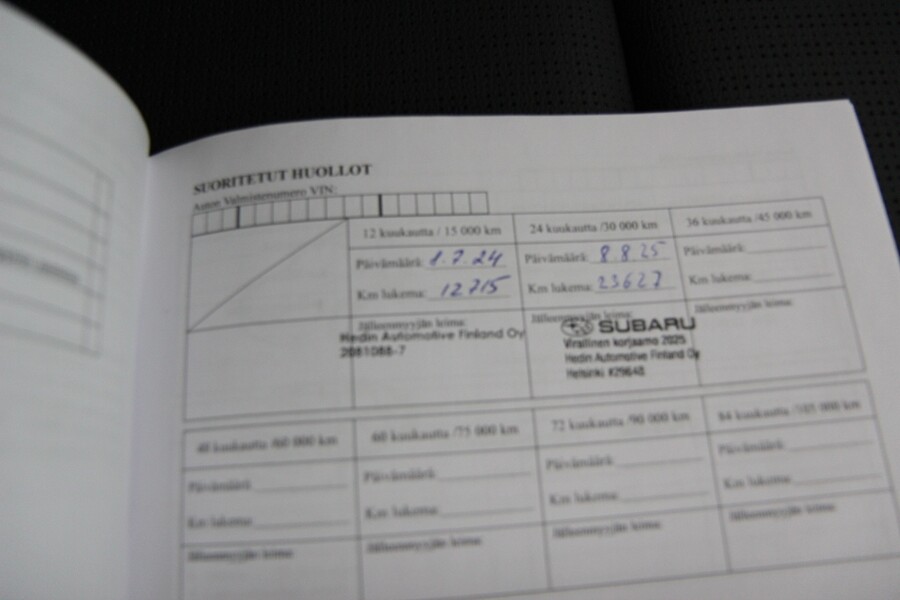 SUORITETUT HUOLLOT
Auton Valmistenumero VIN:
12 kuukautta / 15 000 km
24 kuukautta /30 000 km
36 kuukautta /45 000 km
Päivämäärä: 1.7.24
Päivämäärä: 8 8 25
Päivämäärä:
Km lukema: 12715
Km lukema: 23627
Km lukema:
Jälleenmyyjän leima:
Jälleenmyyjän leima:
Jälleenmyyjän leima:
Hedin Automotive Finland Oy
2881088-7
SUBARU
Virallinen korjaamo 2025
Hedin Automotive Finland Oy
Helsinki #29648
48 kuukautta /60 000 km
60 kuukautta /75 000 km
72 kuukautta /90 000 km
84 kuukautta /105 000 km
Päivämäärä:
Päivämäärä:
Päivämäärä:
Päivämäärä:
Km lukema:
Km lukema:
Km lukema:
Km lukema:
Jälleenmyyjän leima:
Jälleenmyyjän leima:
Jälleenmyyjän leima:
Jälleenmyyjän leima: